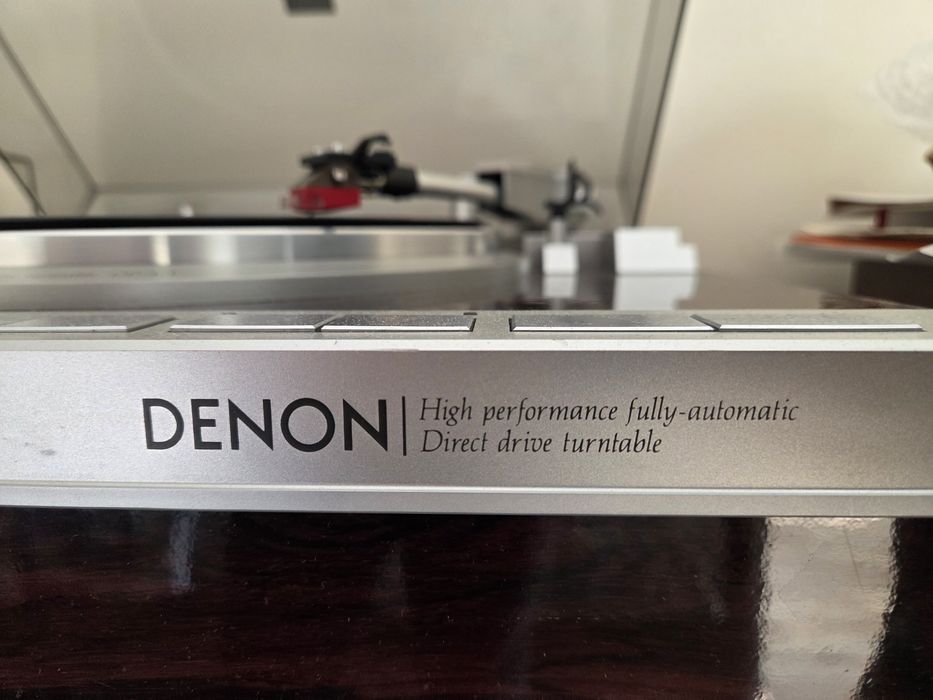 DENON
High performance fully-automatic
Direct drive turntable